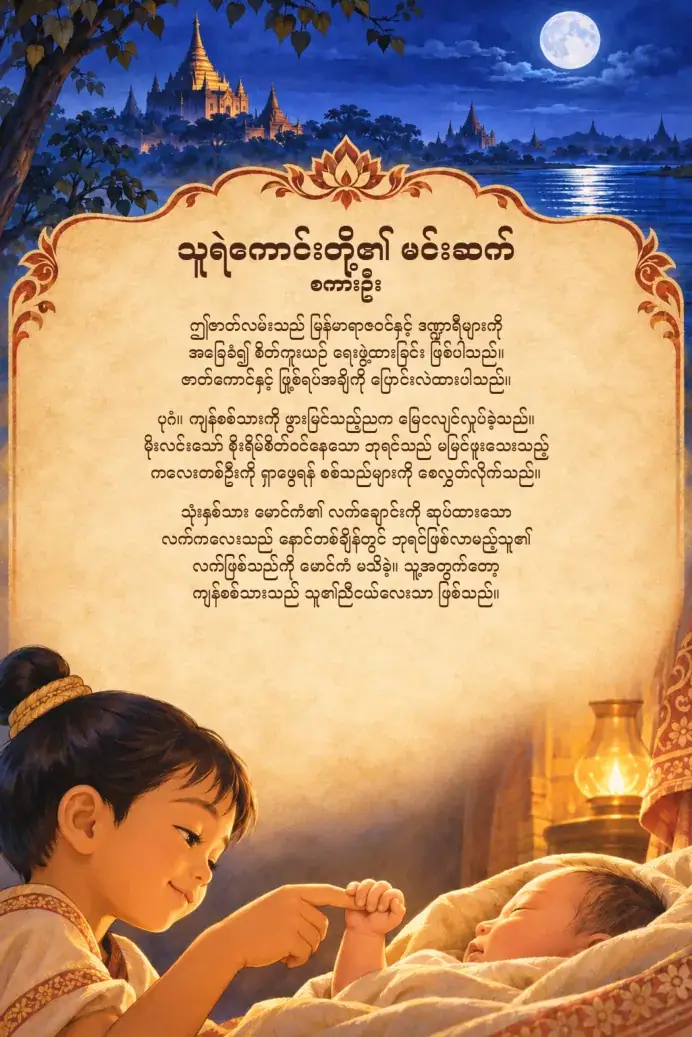 သူရဲကောင်းတို့၏ မင်းဆက်
စကားဦး
ဤဇာတ်လမ်းသည် မြန်မာရာဇဝင်နှင့် ဒဏ္ဍာရီများကို
အခြေခံ၍ စိတ်ကူးယဉ် ရေးဖွဲ့ထားခြင်း ဖြစ်ပါသည်။
ဇာတ်ကောင်နှင့် ဖြစ်ရပ်အချို့ကို ပြောင်းလဲထားပါသည်။
ပုဂံ။ ကျန်စစ်သားကို ဖွားမြင်သည့်ညက မြေငလျင်လှုပ်ခဲ့သည်။
မိုးလင်းသော် စိုးရိမ်စိတ်ဝင်နေသော ဘုရင်သည် မမြင်ဖူးသေးသည့်
ကလေးတစ်ဦးကို ရှာဖွေရန် စစ်သည်များကို စေလွှတ်လိုက်သည်။
သုံးနှစ်သား မောင်ကံ၏ လက်ချောင်းကို ဆုပ်ထားသော
လက်ကလေးသည် နောင်တစ်ချိန်တွင် ဘုရင်ဖြစ်လာမည့်သူ၏
လက်ဖြစ်သည်ကို မောင်ကံ မသိခဲ့။ သူ့အတွက်တော့
ကျန်စစ်သားသည် သူ၏ညီငယ်လေးသာ ဖြစ်သည်။